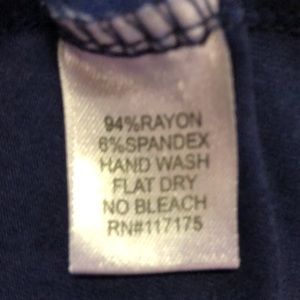 94%RAYON
6%SPANDEX
HAND WASH
FLAT DRY
NO BLEACH
RN#117175